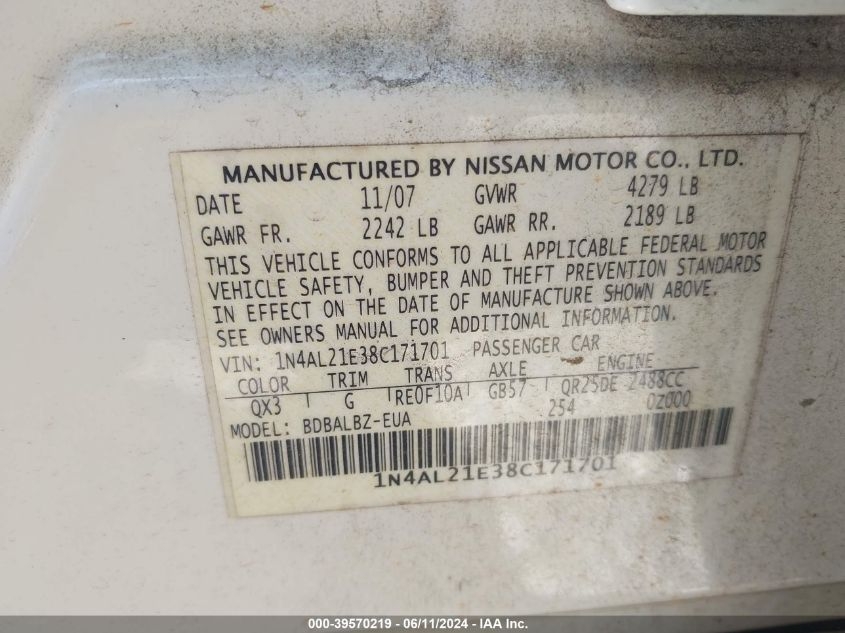 MANUFACTURED BY NISSAN MOTOR CO., LTD.
DATE 11/07 GVWR 4279 LB
GAWR FR. 2242 LB GAWR RR. 2189 LB
THIS VEHICLE CONFORMS TO ALL APPLICABLE FEDERAL MOTOR
VEHICLE SAFETY, BUMPER AND THEFT PREVENTION STANDARDS
IN EFFECT ON THE DATE OF MANUFACTURE SHOWN ABOVE.
SEE OWNERS MANUAL FOR ADDITIONAL INFORMATION.
VIN: 1N4AL21E38C171701 PASSENGER CAR
COLOR TRIM TRANS AXLE ENGINE
QX3 G RE0F10A GB57 QR25DE 2488CC
MODEL: BDBALBZ-EUA 254 0Z000
1N4AL21E38C171701
000-39570219 - 06/11/2024 - IAA Inc.